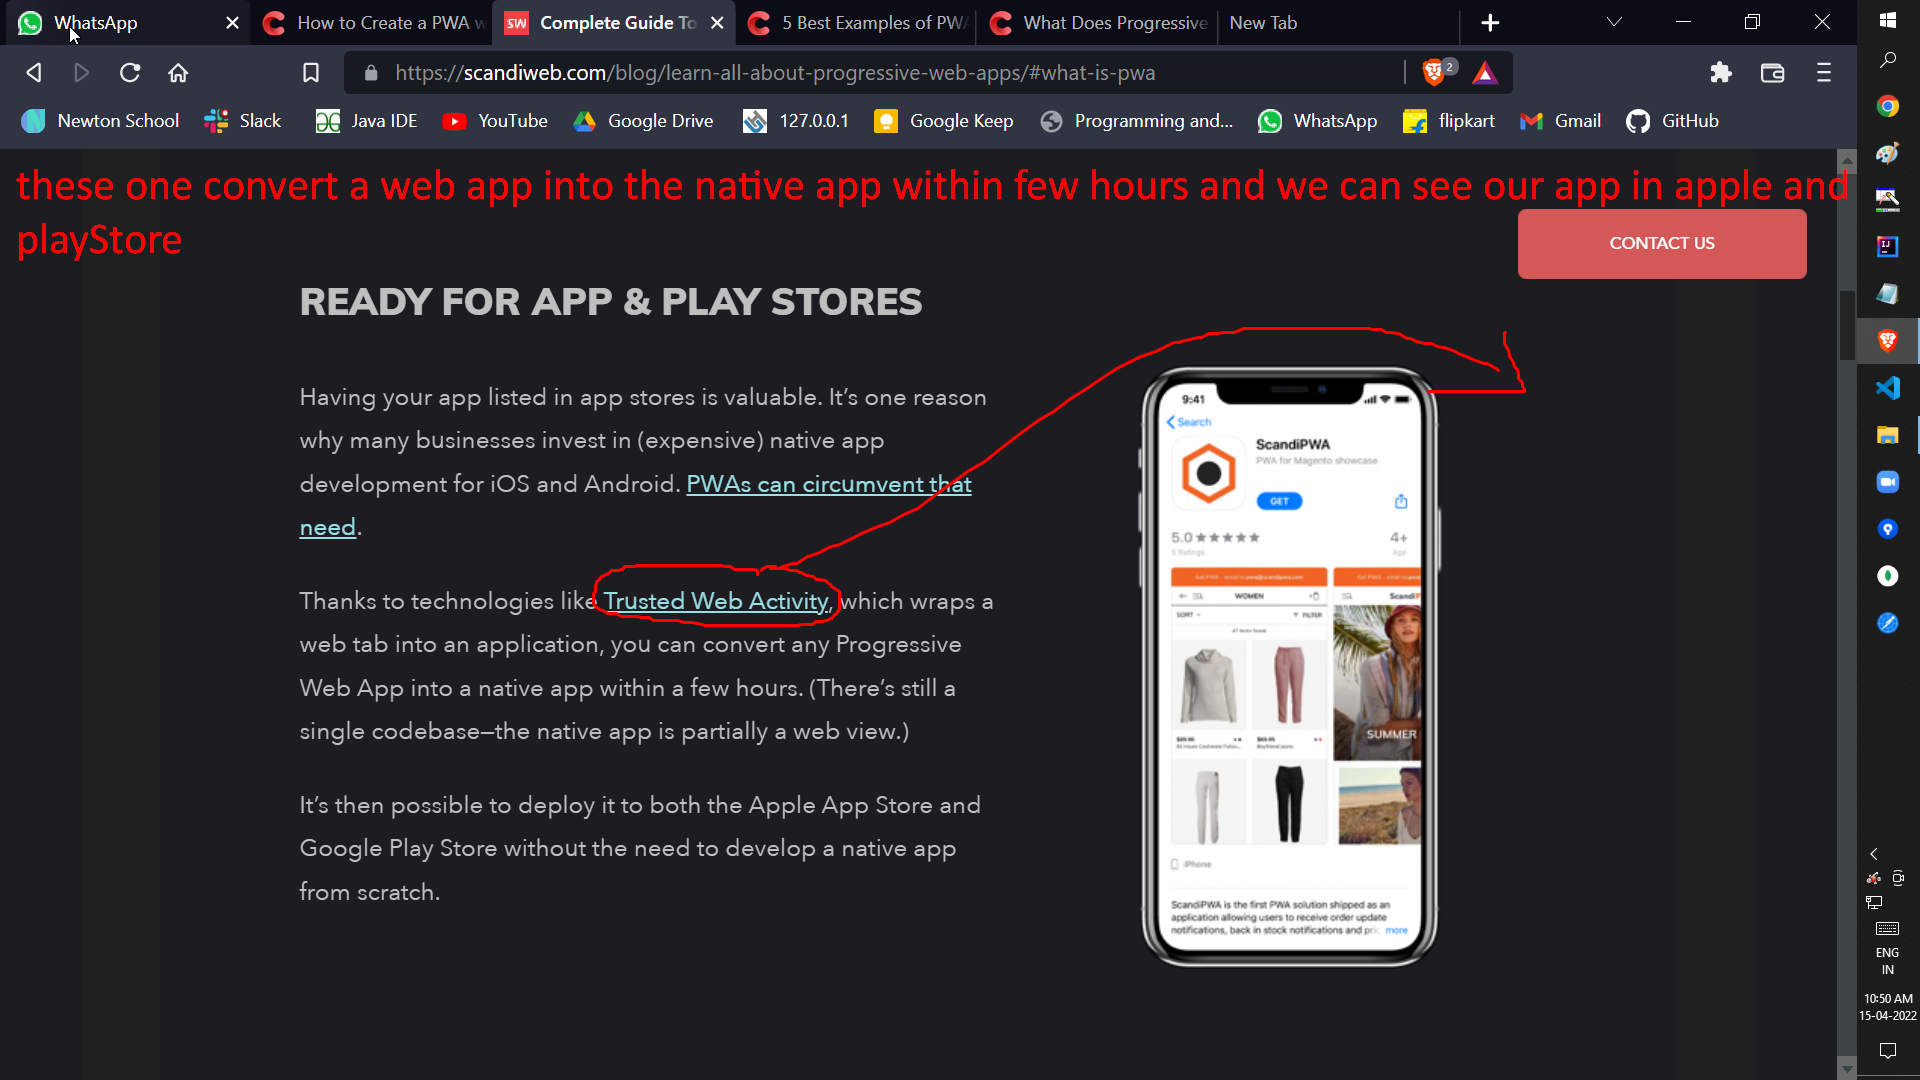 WhatsApp
How to Create a PWA w
Complete Guide To
5 Best Examples of PWA
What Does Progressive
New Tab
https://scandiweb.com/blog/learn-all-about-progressive-web-apps/#what-is-pwa
2
Newton School
Slack
Java IDE
YouTube
Google Drive
127.0.0.1
Google Keep
Programming and...
WhatsApp
flipkart
Gmail
GitHub
these one convert a web app into the native app within few hours and we can see our app in apple and
playStore
CONTACT US
READY FOR APP & PLAY STORES
Having your app listed in app stores is valuable. It’s one reason
why many businesses invest in (expensive) native app
development for iOS and Android. PWAs can circumvent that
need.
Thanks to technologies like Trusted Web Activity, which wraps a
web tab into an application, you can convert any Progressive
Web App into a native app within a few hours. (There’s still a
single codebase—the native app is partially a web view.)
It’s then possible to deploy it to both the Apple App Store and
Google Play Store without the need to develop a native app
from scratch.
9:41
Search
ScandiPWA
PWA for Magento showcase
GET
5.0 ★★★★★
5 Ratings
4+
Age
WOMEN
SORT
FILTER
47 items found
SUMMER
iPhone
ScandiPWA is the first PWA solution shipped as an
application allowing users to receive order update
notifications, back in stock notifications and pric more
ENG
IN
10:50 AM
15-04-2022